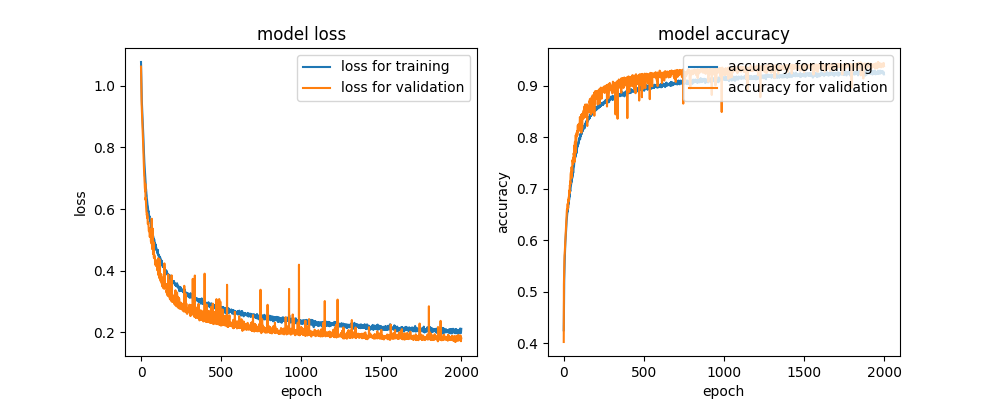 model loss
loss for training
loss for validation
1.0
0.8
0.6
0.4
0.2
loss
0
500
1000
1500
2000
epoch
model accuracy
accuracy for training
accuracy for validation
0.9
0.8
0.7
0.6
0.5
0.4
accuracy
0
500
1000
1500
2000
epoch